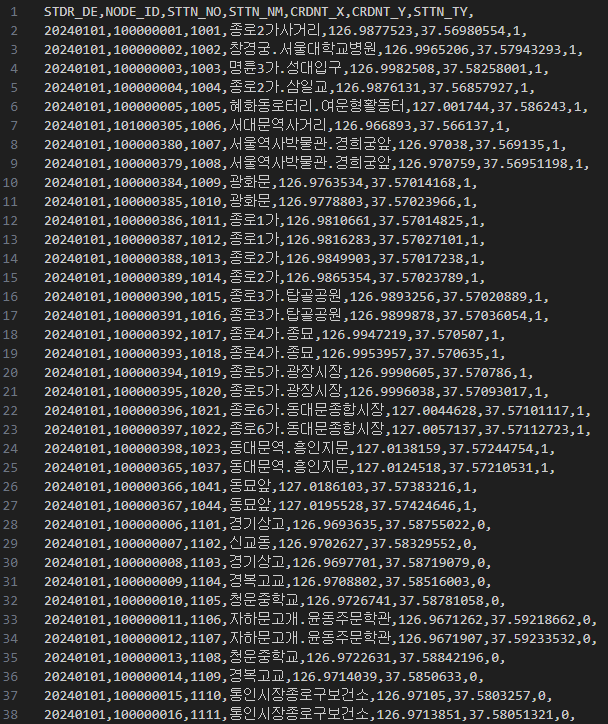 1 STDR_DE,NODE_ID,STTN_NO,STTN_NM,CRDNT_X,CRDNT_Y,STTN_TY,
2 20240101,100000001,1001,종로2가사거리,126.9877523,37.56980554,1,
3 20240101,100000002,1002,창경궁.서울대학교병원,126.9965206,37.57943293,1,
4 20240101,100000003,1003,명륜3가.성대입구,126.9982508,37.58258001,1,
5 20240101,100000004,1004,종로2가.삼일교,126.9876131,37.56857927,1,
6 20240101,100000005,1005,혜화동로터리.여운형활동터,127.001744,37.586243,1,
7 20240101,101000305,1006,서대문역사거리,126.966893,37.566137,1,
8 20240101,100000380,1007,서울역사박물관.경희궁앞,126.97038,37.569135,1,
9 20240101,100000379,1008,서울역사박물관.경희궁앞,126.970759,37.56951198,1,
10 20240101,100000384,1009,광화문,126.9763534,37.57014168,1,
11 20240101,100000385,1010,광화문,126.9778803,37.57023966,1,
12 20240101,100000386,1011,종로1가,126.9810661,37.57014825,1,
13 20240101,100000387,1012,종로1가,126.9816283,37.57027101,1,
14 20240101,100000388,1013,종로2가,126.9849903,37.57017238,1,
15 20240101,100000389,1014,종로2가,126.9865354,37.57023789,1,
16 20240101,100000390,1015,종로3가.탑골공원,126.9893256,37.57020889,1,
17 20240101,100000391,1016,종로3가.탑골공원,126.9899878,37.57036054,1,
18 20240101,100000392,1017,종로4가.종묘,126.9947219,37.570507,1,
19 20240101,100000393,1018,종로4가.종묘,126.9953957,37.570635,1,
20 20240101,100000394,1019,종로5가.광장시장,126.9990605,37.570786,1,
21 20240101,100000395,1020,종로5가.광장시장,126.9996038,37.57093017,1,
22 20240101,100000396,1021,종로6가.동대문종합시장,127.0044628,37.57101117,1,
23 20240101,100000397,1022,종로6가.동대문종합시장,127.0057137,37.57112723,1,
24 20240101,100000398,1023,동대문역.흥인지문,127.0138159,37.57244754,1,
25 20240101,100000365,1037,동대문역.흥인지문,127.0124518,37.57210531,1,
26 20240101,100000366,1041,동묘앞,127.0186103,37.57383216,1,
27 20240101,100000367,1044,동묘앞,127.0195528,37.57424646,1,
28 20240101,100000006,1101,경기상고,126.9693635,37.58755022,0,
29 20240101,100000007,1102,신교동,126.9702627,37.58329552,0,
30 20240101,100000008,1103,경기상고,126.9697701,37.58719079,0,
31 20240101,100000009,1104,경복고교,126.9708802,37.58516003,0,
32 20240101,100000010,1105,청운중학교,126.9726741,37.58781058,0,
33 20240101,100000011,1106,자하문고개.윤동주문학관,126.9671262,37.59218662,0,
34 20240101,100000012,1107,자하문고개.윤동주문학관,126.9671907,37.59233532,0,
35 20240101,100000013,1108,청운중학교,126.9722631,37.58842196,0,
36 20240101,100000014,1109,경복고교,126.9714039,37.5850633,0,
37 20240101,100000015,1110,통인시장종로구보건소,126.97105,37.5803257,0,
38 20240101,100000016,1111,통인시장종로구보건소,126.9713851,37.58051321,0,